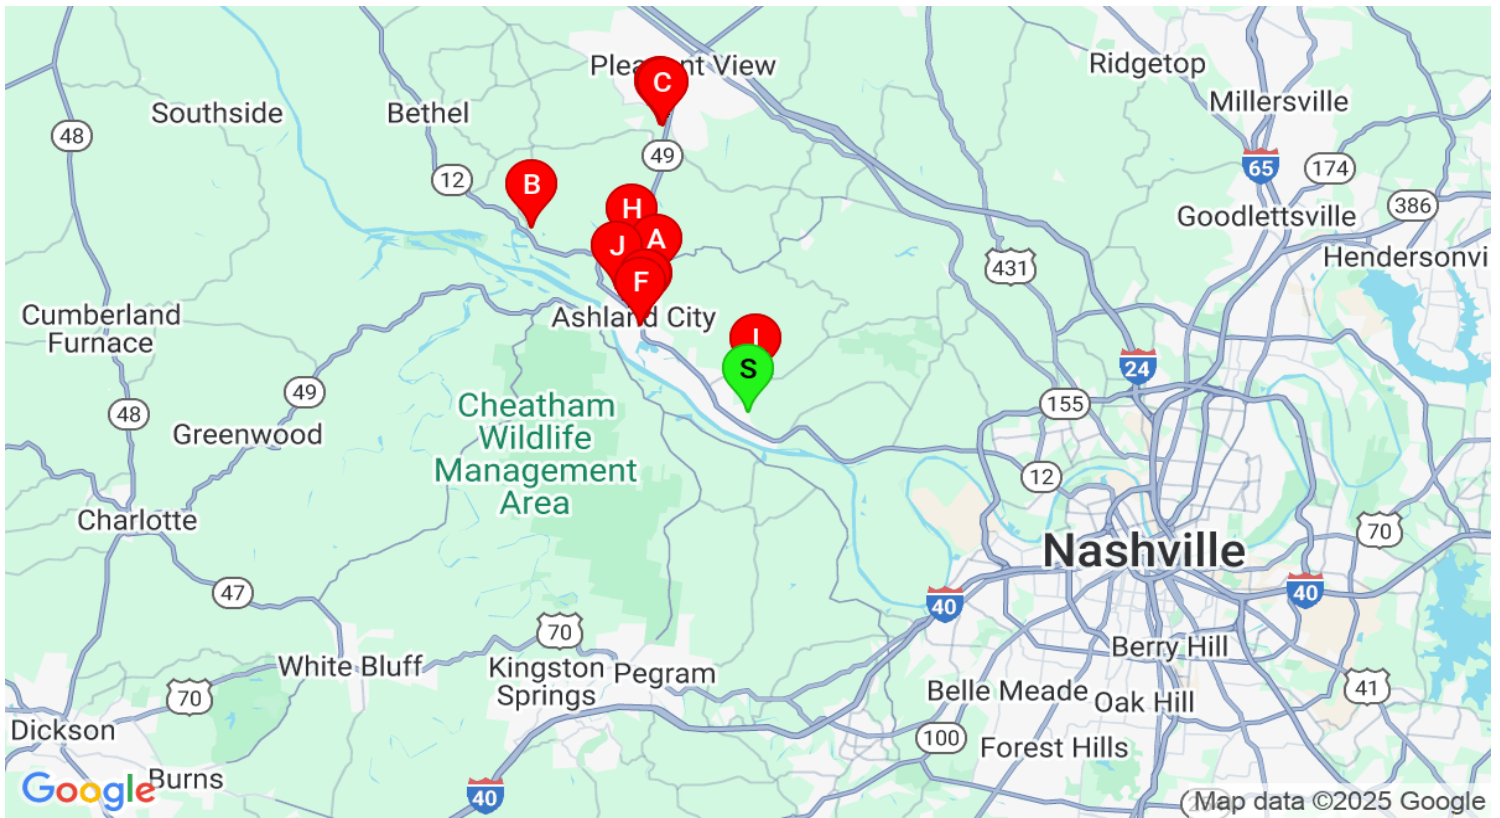 Pleasant View
C
Ridgetop
Millersville
Southside
Bethel
48
49
65
174
12
B
H
386
Goodlettsville
J
A
431
Hendersonvi
F
Ashland City
Cumberland
Furnace
I
S
24
49
48
Cheatham
Wildlife
Management
Area
155
Greenwood
12
Charlotte
70
Nashville
47
40
40
70
Berry Hill
White Bluff
Kingston
Springs
Pegram
70
Belle Meade
Oak Hill
41
Dickson
100
Forest Hills
Burns
Google
40
Map data ©2025 Google